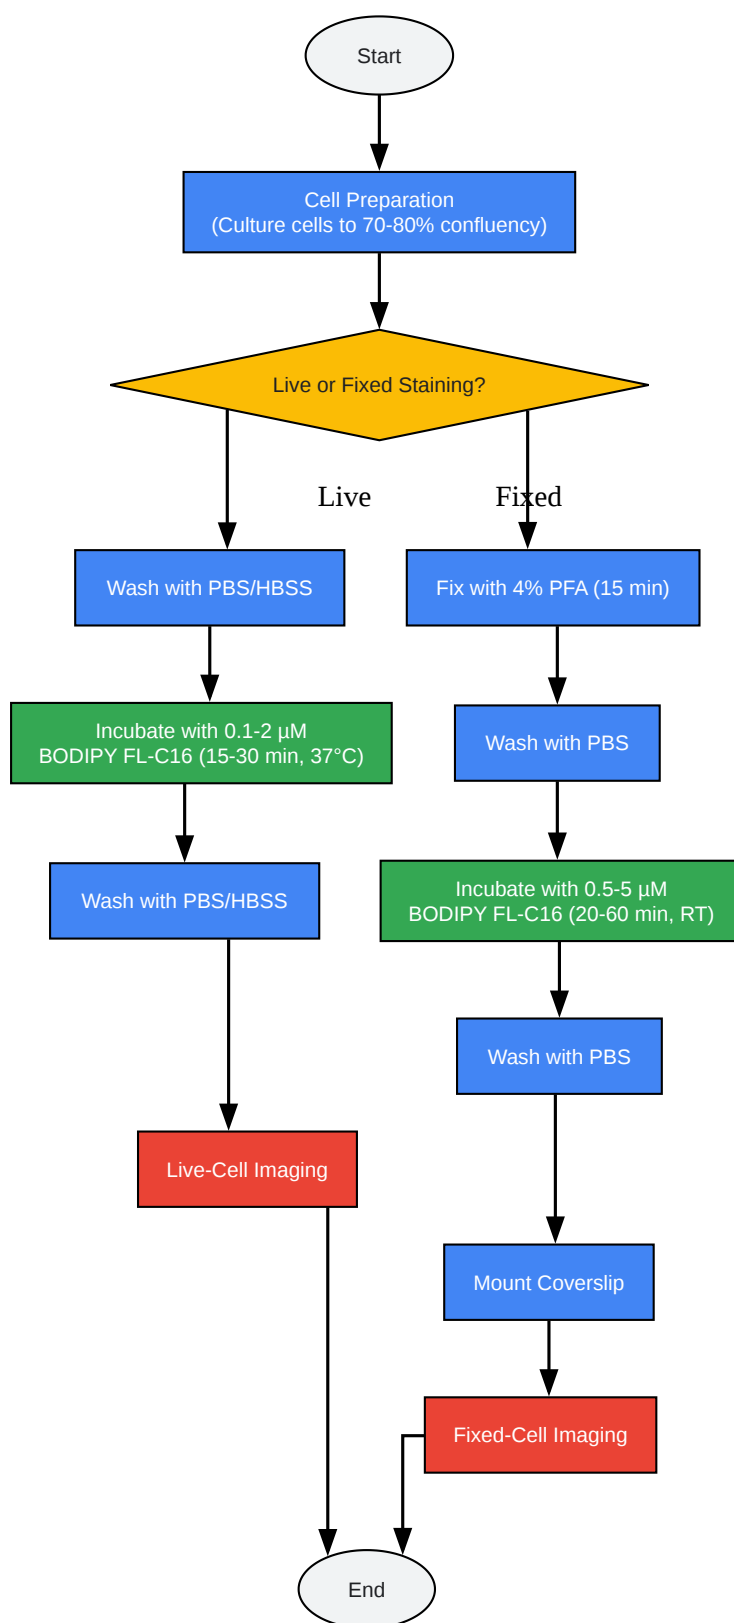 Start
Cell Preparation
(Culture cells to 70-80% confluency)
Live or Fixed Staining?
Live
Fixed
Wash with PBS/HBSS
Fix with 4% PFA (15 min)
Incubate with 0.1-2 µM
BODIPY FL-C16 (15-30 min, 37°C)
Wash with PBS
Wash with PBS/HBSS
Incubate with 0.5-5 µM
BODIPY FL-C16 (20-60 min, RT)
Wash with PBS
Live-Cell Imaging
Mount Coverslip
Fixed-Cell Imaging
End